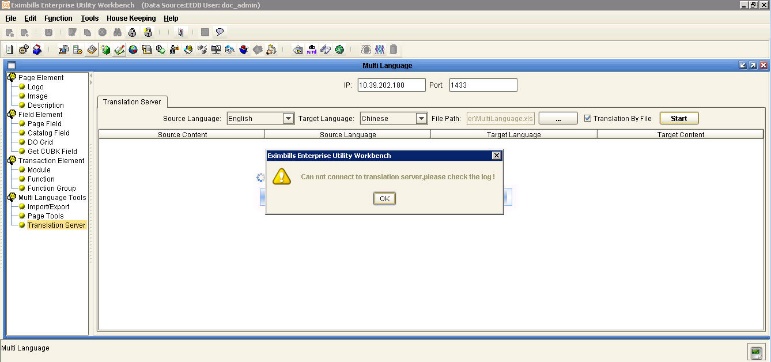 Eximbills Enterprise Utility Workbench (Data Source:EEDD User: doc_admin)
File Edit Function Tools House Keeping Help
Multi Language
Page Element
Logo
Image
Description
Field Element
Page Field
Catalog Field
DO Grid
Get CUBK Field
Transaction Element
Module
Function
Function Group
Multi Language Tools
Import/Export
Page Tools
Translation Server
IP: 10.39.202.100 Port 1433
Translation Server
Source Language: English Target Language: Chinese File Path: er\MultiLanguage.xls ... Translation By File Start
Source Content Source Language Target Language Target Content
Eximbills Enterprise Utility Workbench
Can not connect to translation server,please check the log !
OK
Multi Language